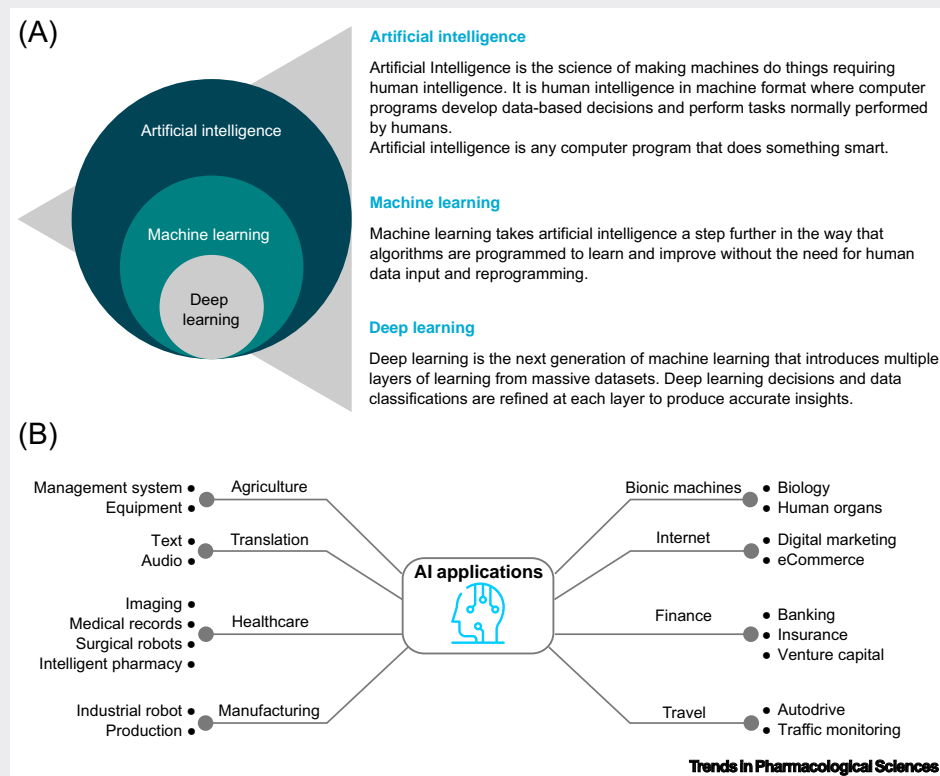 (A)
Artificial intelligence
Machine learning
Deep
learning
Artificial intelligence
Artificial Intelligence is the science of making machines do things requiring
human intelligence. It is human intelligence in machine format where computer
programs develop data-based decisions and perform tasks normally performed
by humans.
Artificial intelligence is any computer program that does something smart.
Machine learning
Machine learning takes artificial intelligence a step further in the way that
algorithms are programmed to learn and improve without the need for human
data input and reprogramming.
Deep learning
Deep learning is the next generation of machine learning that introduces multiple
layers of learning from massive datasets. Deep learning decisions and data
classifications are refined at each layer to produce accurate insights.
(B)
AI applications
Agriculture
Management system •
Equipment •
Translation
Text •
Audio •
Healthcare
Imaging •
Medical records •
Surgical robots •
Intelligent pharmacy •
Manufacturing
Industrial robot •
Production •
Bionic machines
• Biology
• Human organs
Internet
• Digital marketing
• eCommerce
Finance
• Banking
• Insurance
• Venture capital
Travel
• Autodrive
• Traffic monitoring
Trends in Pharmacological Sciences